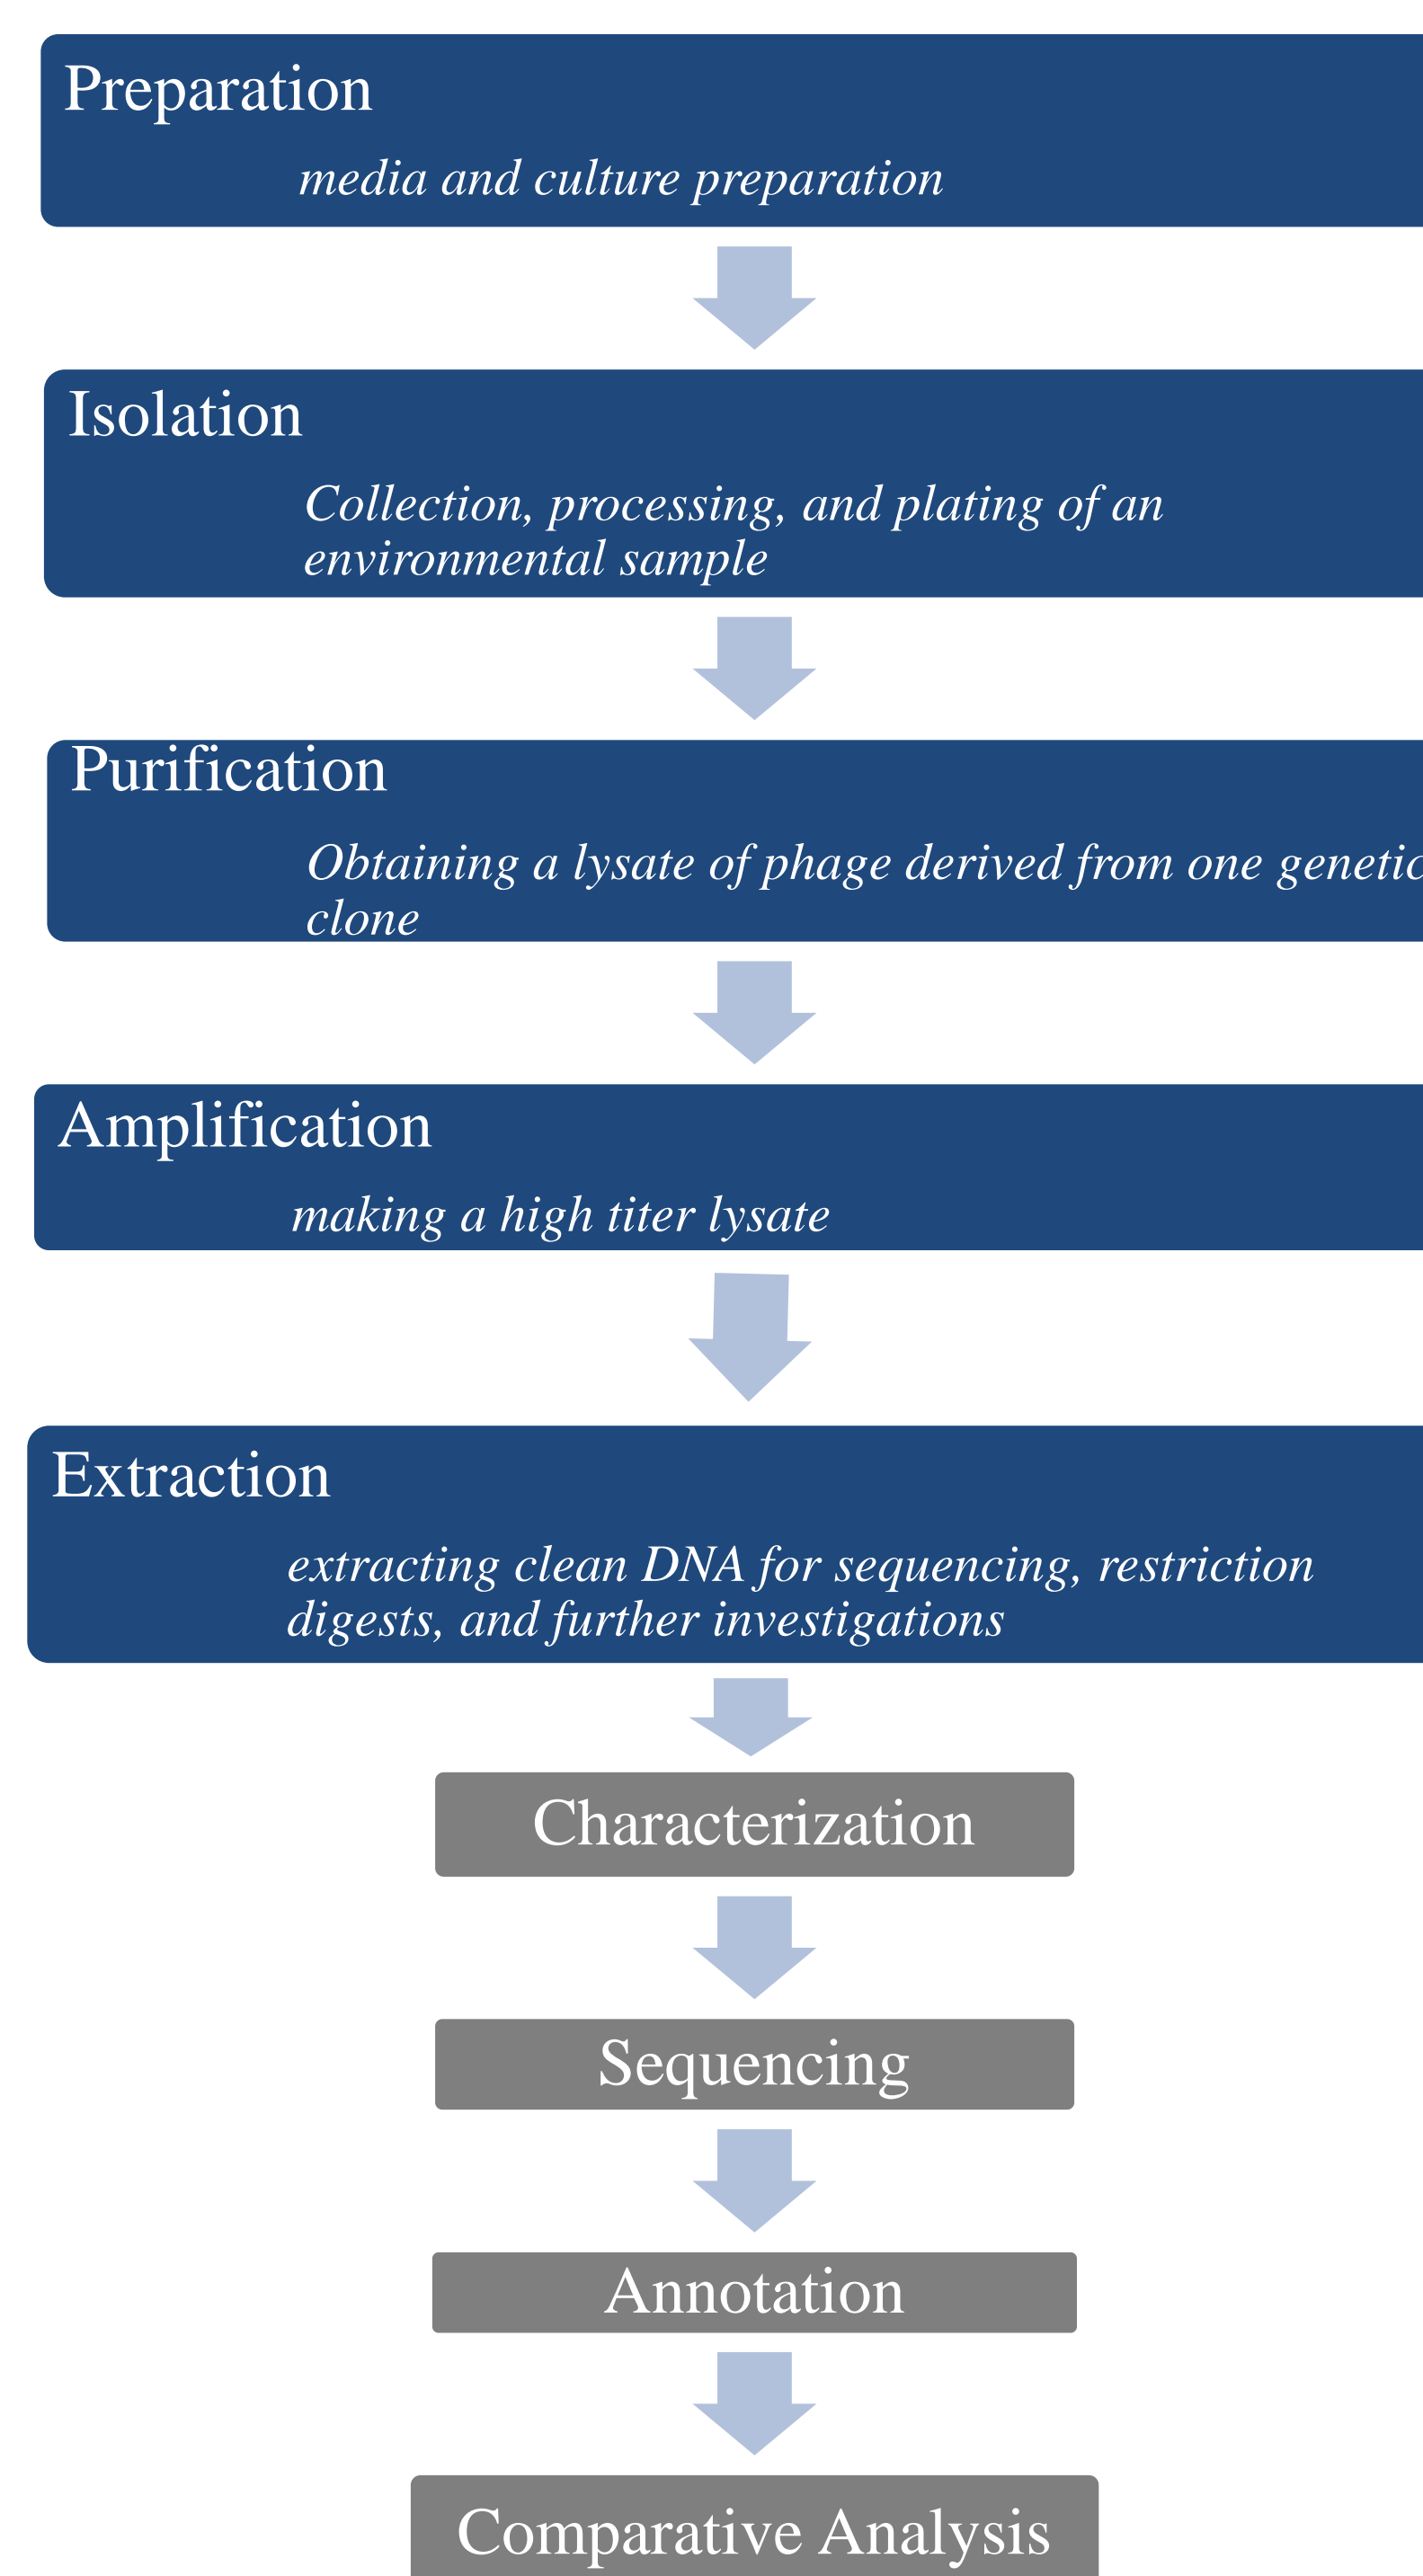 Preparation
media and culture preparation
Isolation
Collection, processing, and plating of an
environmental sample
Purification
Obtaining a lysate of phage derived from one genetic
clone
Amplification
making a high titer lysate
Extraction
extracting clean DNA for sequencing, restriction
digests, and further investigations
Characterization
Sequencing
Annotation
Comparative Analysis